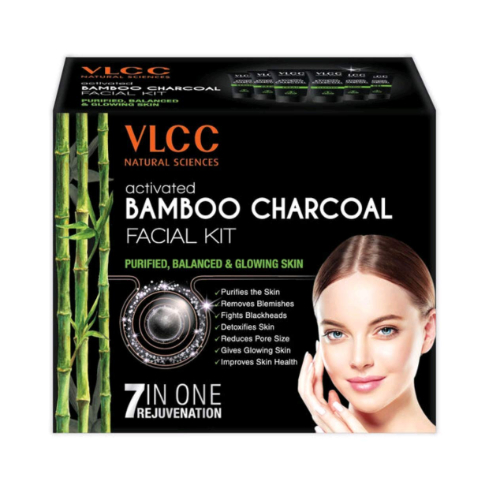 VLCC
NATURAL SCIENCES
activated
BAMBOO CHARCOAL
FACIAL KIT
PURIFIED, BALANCED
& GLOWING SKIN
VLCC
NATURAL SCIENCES
activated
BAMBOO CHARCOAL
FACIAL KIT
PURIFIED, BALANCED & GLOWING SKIN
✓ Purifies the Skin
✓ Removes Blemishes
✓ Fights Blackheads
✓ Detoxifies Skin
✓ Reduces Pore Size
✓ Gives Glowing Skin
✓ Improves Skin Health
7 IN ONE
REJUVENATION